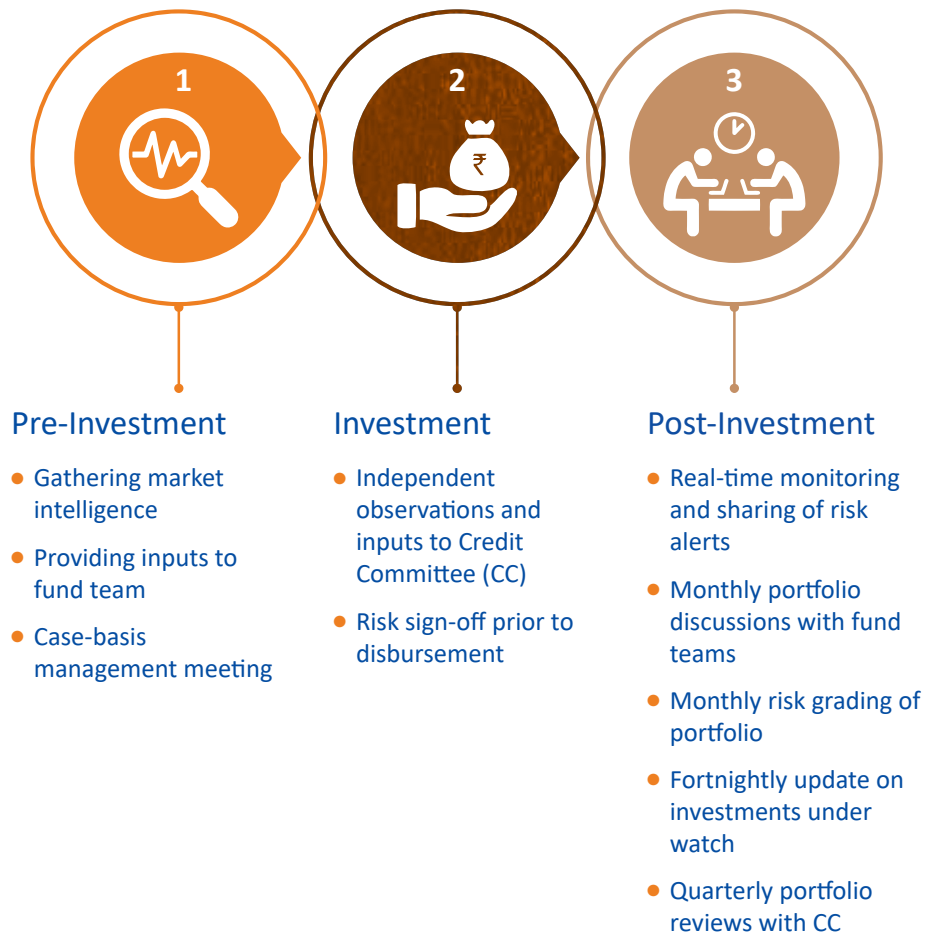 1
2
₹
3
Pre-Investment
● Gathering market
intelligence
● Providing inputs to
fund team
● Case-basis
management meeting
Investment
● Independent
observations and
inputs to Credit
Committee (CC)
● Risk sign-off prior to
disbursement
Post-Investment
● Real-time monitoring
and sharing of risk
alerts
● Monthly portfolio
discussions with fund
teams
● Monthly risk grading of
portfolio
● Fortnightly update on
investments under
watch
● Quarterly portfolio
reviews with CC